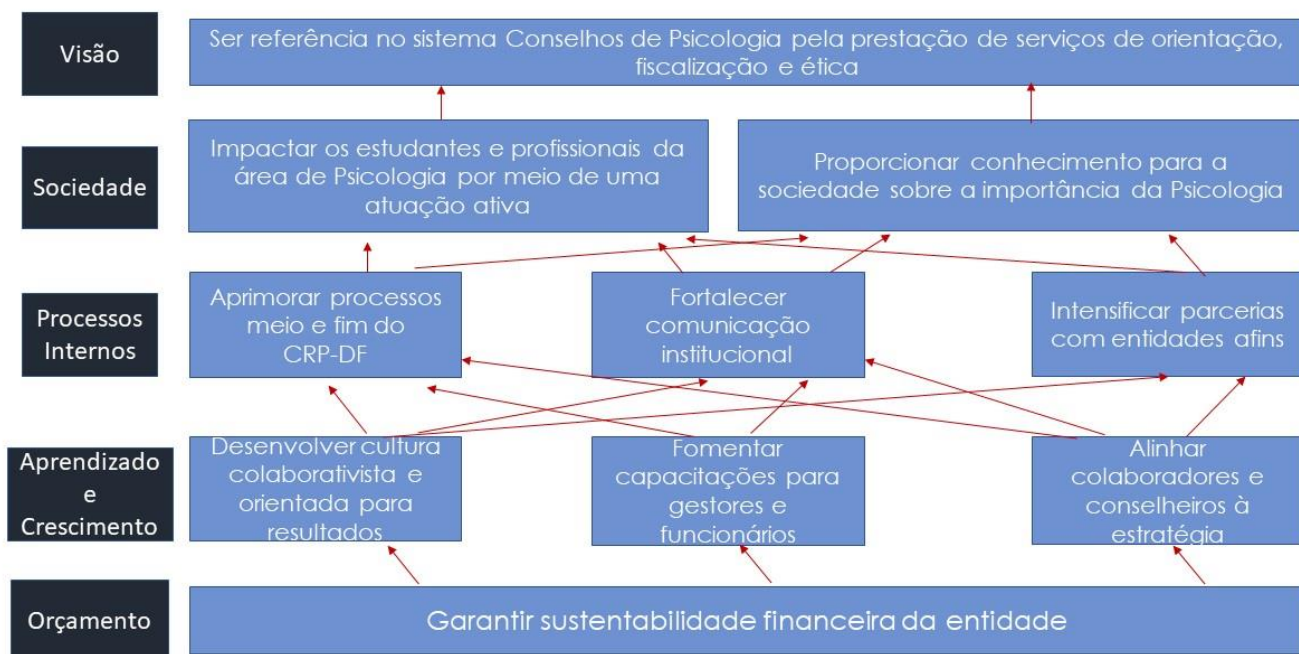 Visão
Ser referência no sistema Conselhos de Psicologia pela prestação de serviços de orientação,
fiscalização e ética
Sociedade
Impactar os estudantes e profissionais da
área de Psicologia por meio de uma
atuação ativa
Proporcionar conhecimento para a
sociedade sobre a importância da Psicologia
Processos
Internos
Aprimorar processos
meio e fim do
CRP-DF
Fortalecer
comunicação
institucional
Intensificar parcerias
com entidades afins
Aprendizado
e
Crescimento
Desenvolver cultura
colaborativista e
orientada para
resultados
Fomentar
capacitações para
gestores e
funcionários
Alinhar
colaboradores e
conselheiros à
estratégia
Orçamento
Garantir sustentabilidade financeira da entidade